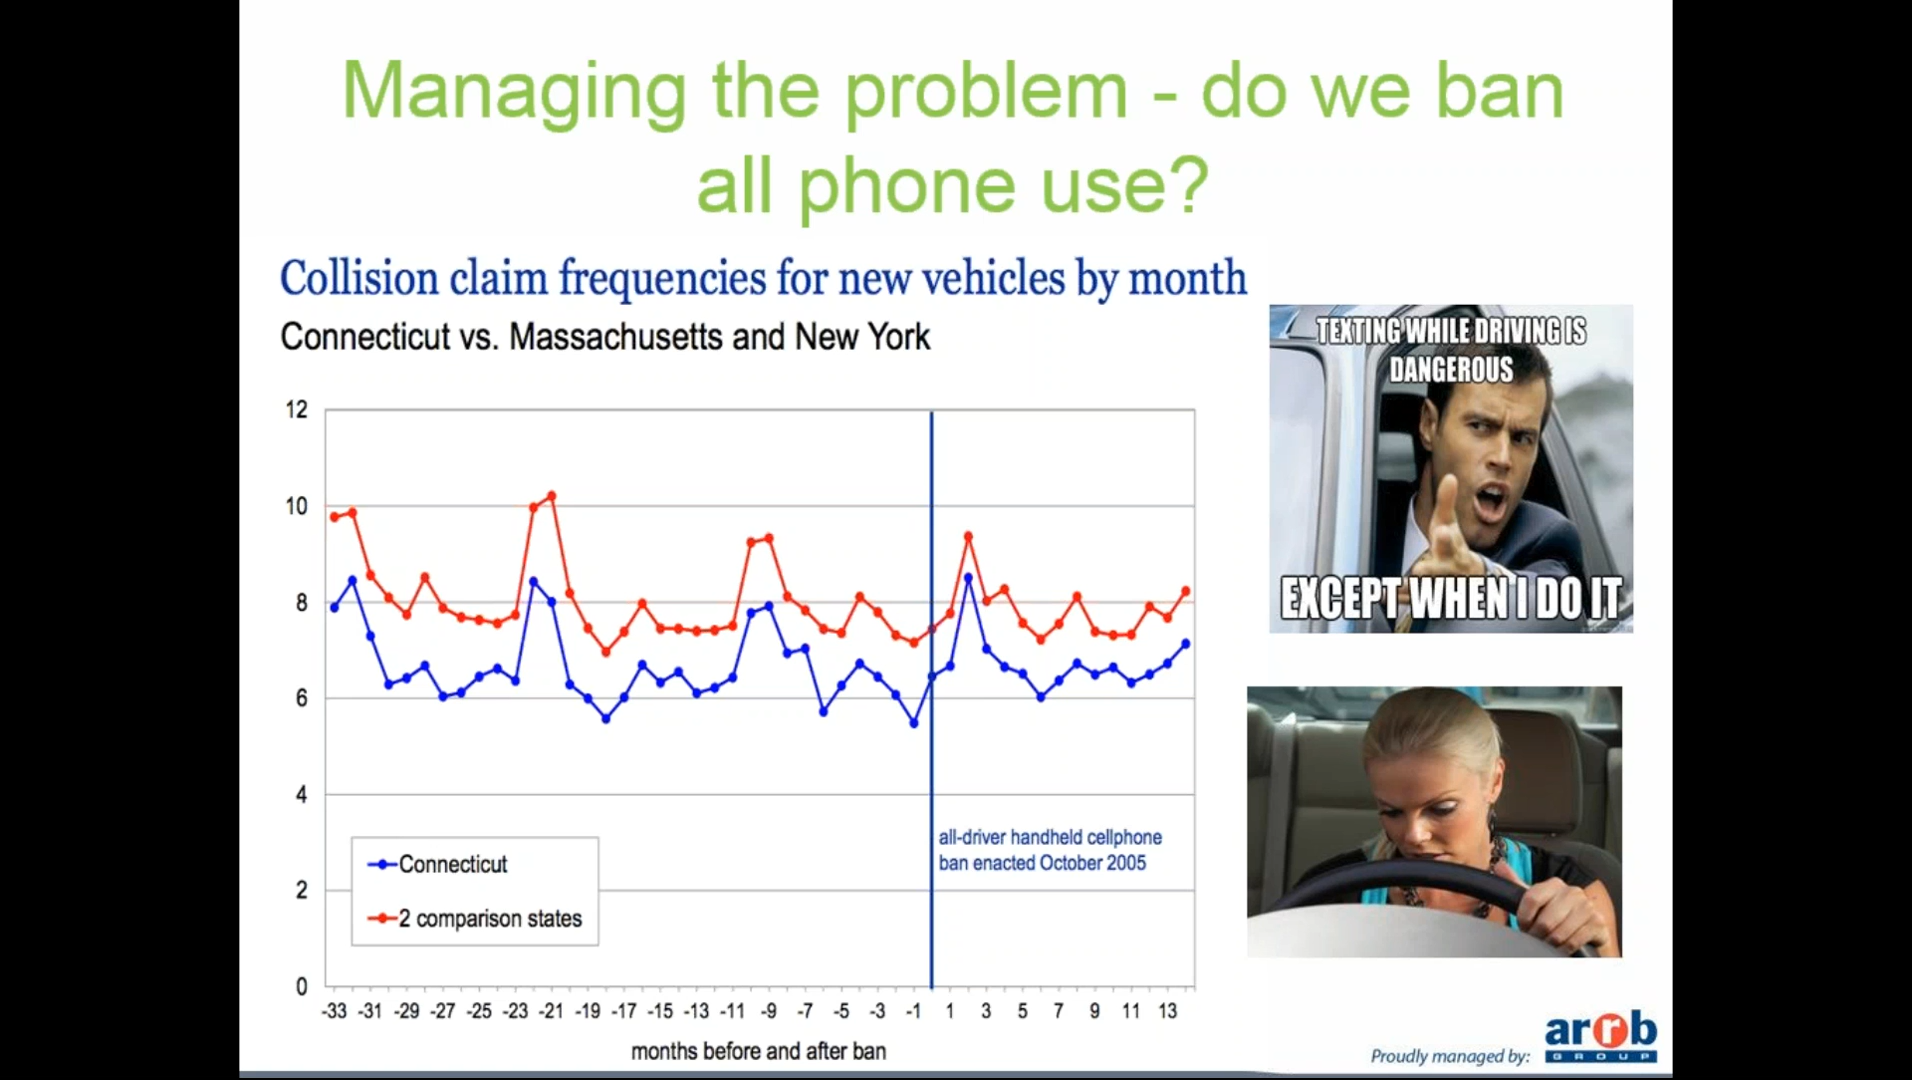 Managing the problem - do we ban
all phone use?
Collision claim frequencies for new vehicles by month
Connecticut vs. Massachusetts and New York
12
10
8
6
4
2
0
all-driver handheld cellphone
ban enacted October 2005
Connecticut
2 comparison states
-33 -31 -29 -27 -25 -23 -21 -19 -17 -15 -13 -11 -9 -7 -5 -3 -1 1 3 5 7 9 11 13
months before and after ban
TEXTING WHILE DRIVING IS
DANGEROUS
EXCEPT WHEN I DO IT
Proudly managed by:
arrb
GROUP